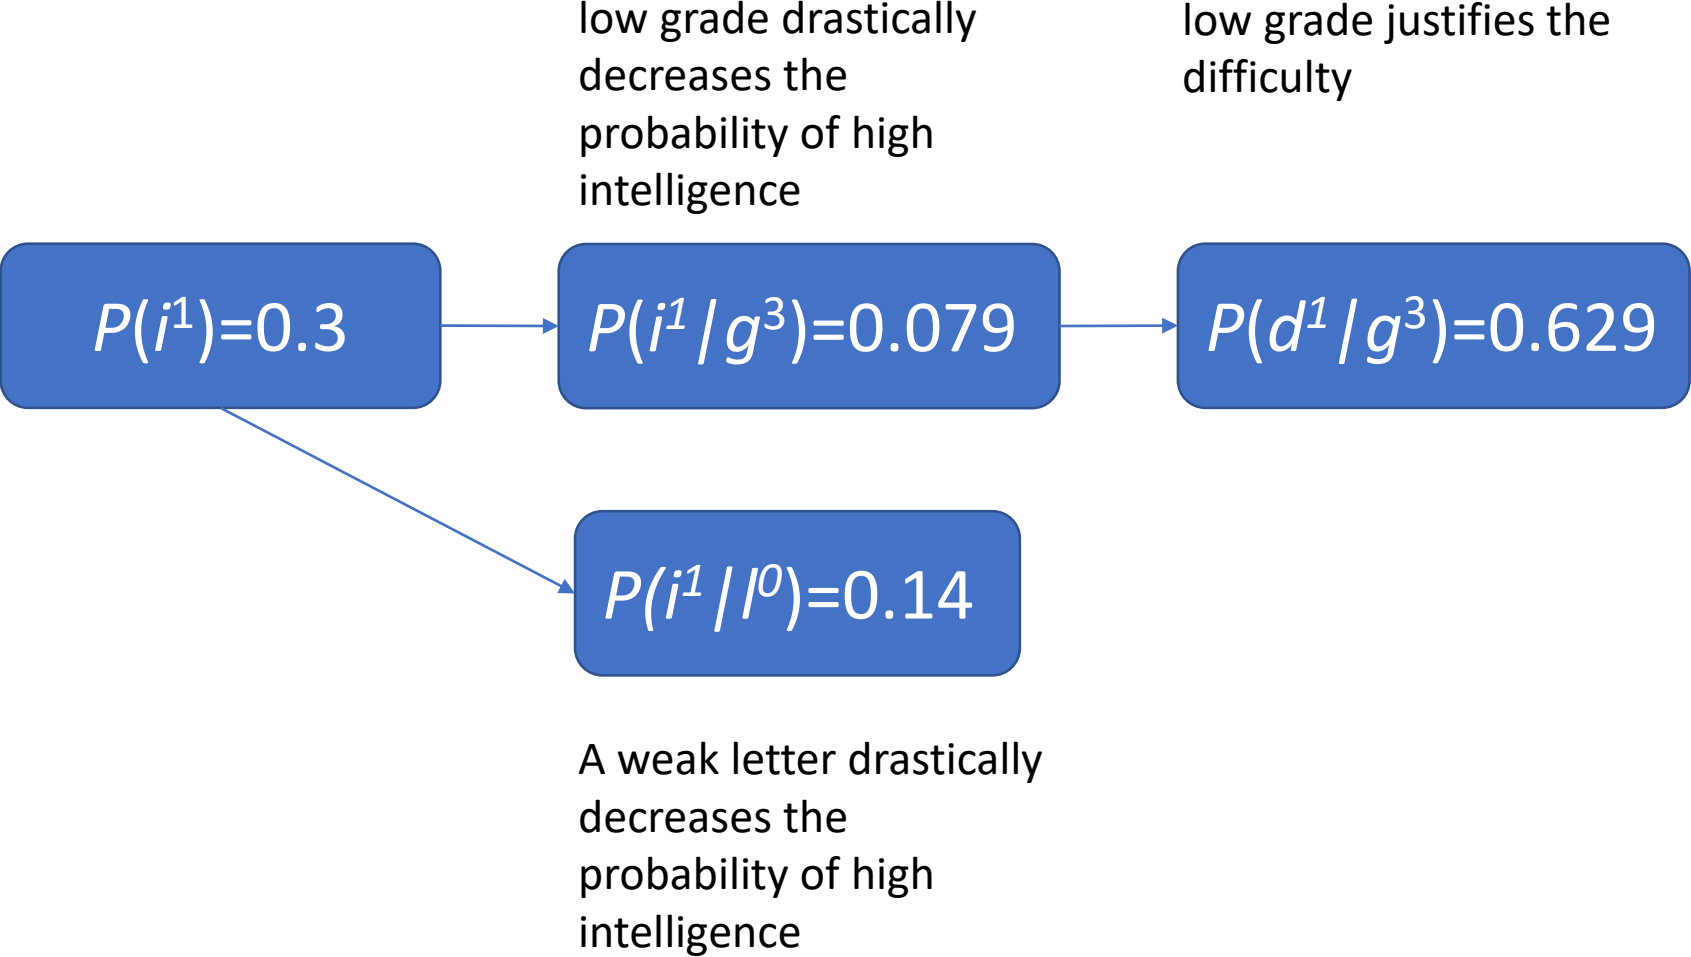 low grade drastically
decreases the
probability of high
intelligence
low grade justifies the
difficulty
P(i¹)=0.3
P(i¹/g³)=0.079
P(d¹/g³)=0.629
P(i¹/l⁰)=0.14
A weak letter drastically
decreases the
probability of high
intelligence